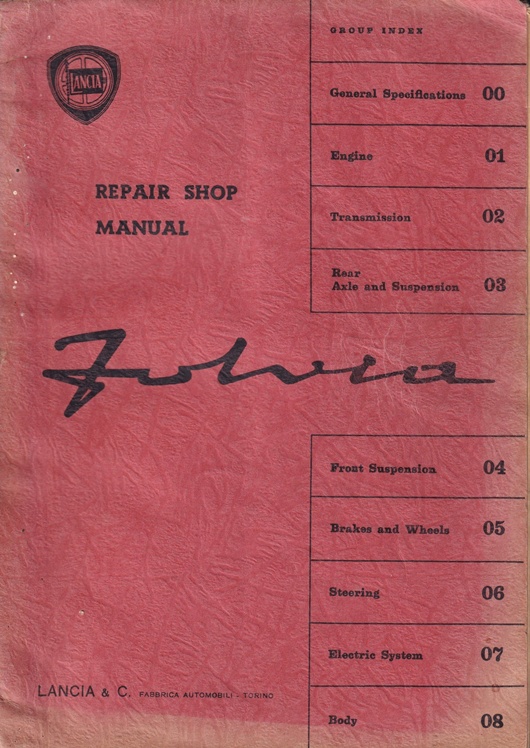 LANCIA
REPAIR SHOP
MANUAL
GROUP INDEX
General Specifications 00
Engine 01
Transmission 02
Rear
Axle and Suspension 03
Fulvia
Front Suspension 04
Brakes and Wheels 05
Steering 06
Electric System 07
Body 08
LANCIA & C. FABBRICA AUTOMOBILI - TORINO